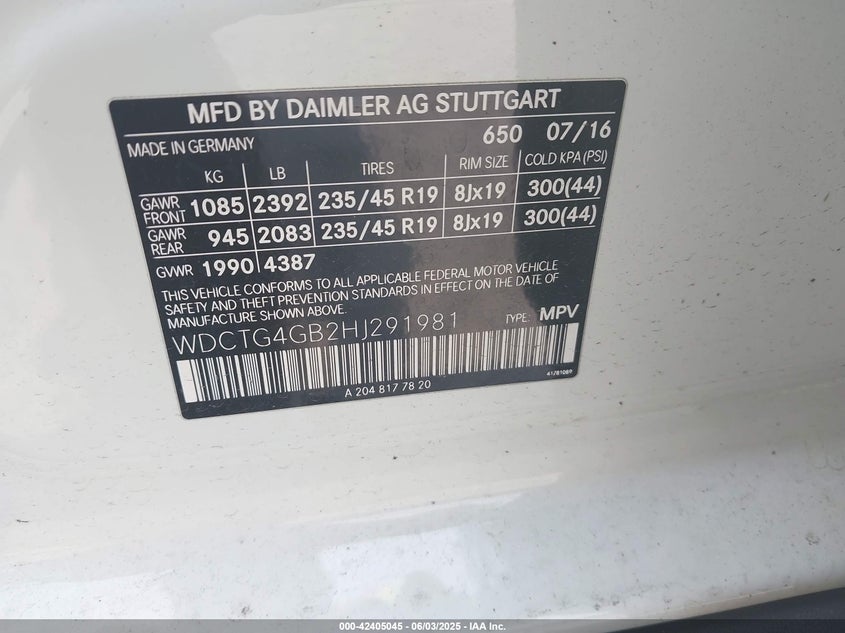 MFD BY DAIMLER AG STUTTGART
MADE IN GERMANY 650 07/16
KG LB TIRES RIM SIZE COLD KPA (PSI)
GAWR FRONT 1085 2392 235/45 R19 8Jx19 300(44)
GAWR REAR 945 2083 235/45 R19 8Jx19 300(44)
GVWR 1990 4387
THIS VEHICLE CONFORMS TO ALL APPLICABLE FEDERAL MOTOR VEHICLE
SAFETY AND THEFT PREVENTION STANDARDS IN EFFECT ON THE DATE OF
MANUFACTURE SHOWN ABOVE.
WDCTG4GB2HJ291981 TYPE: MPV
A 204 817 78 20
41781089
000-42405045 - 06/03/2025 - IAA Inc.